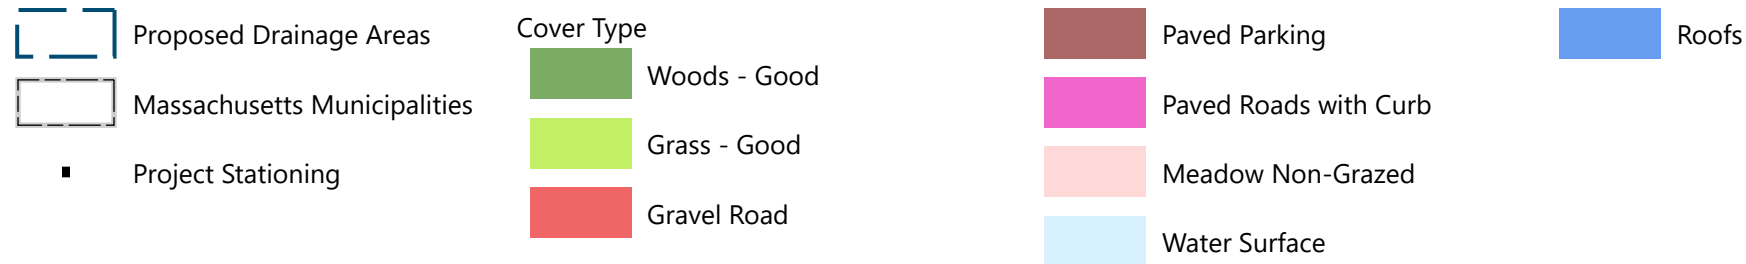 Proposed Drainage Areas
Massachusetts Municipalities
Project Stationing
Cover Type
Woods - Good
Grass - Good
Gravel Road
Paved Parking
Paved Roads with Curb
Meadow Non-Grazed
Water Surface
Roofs